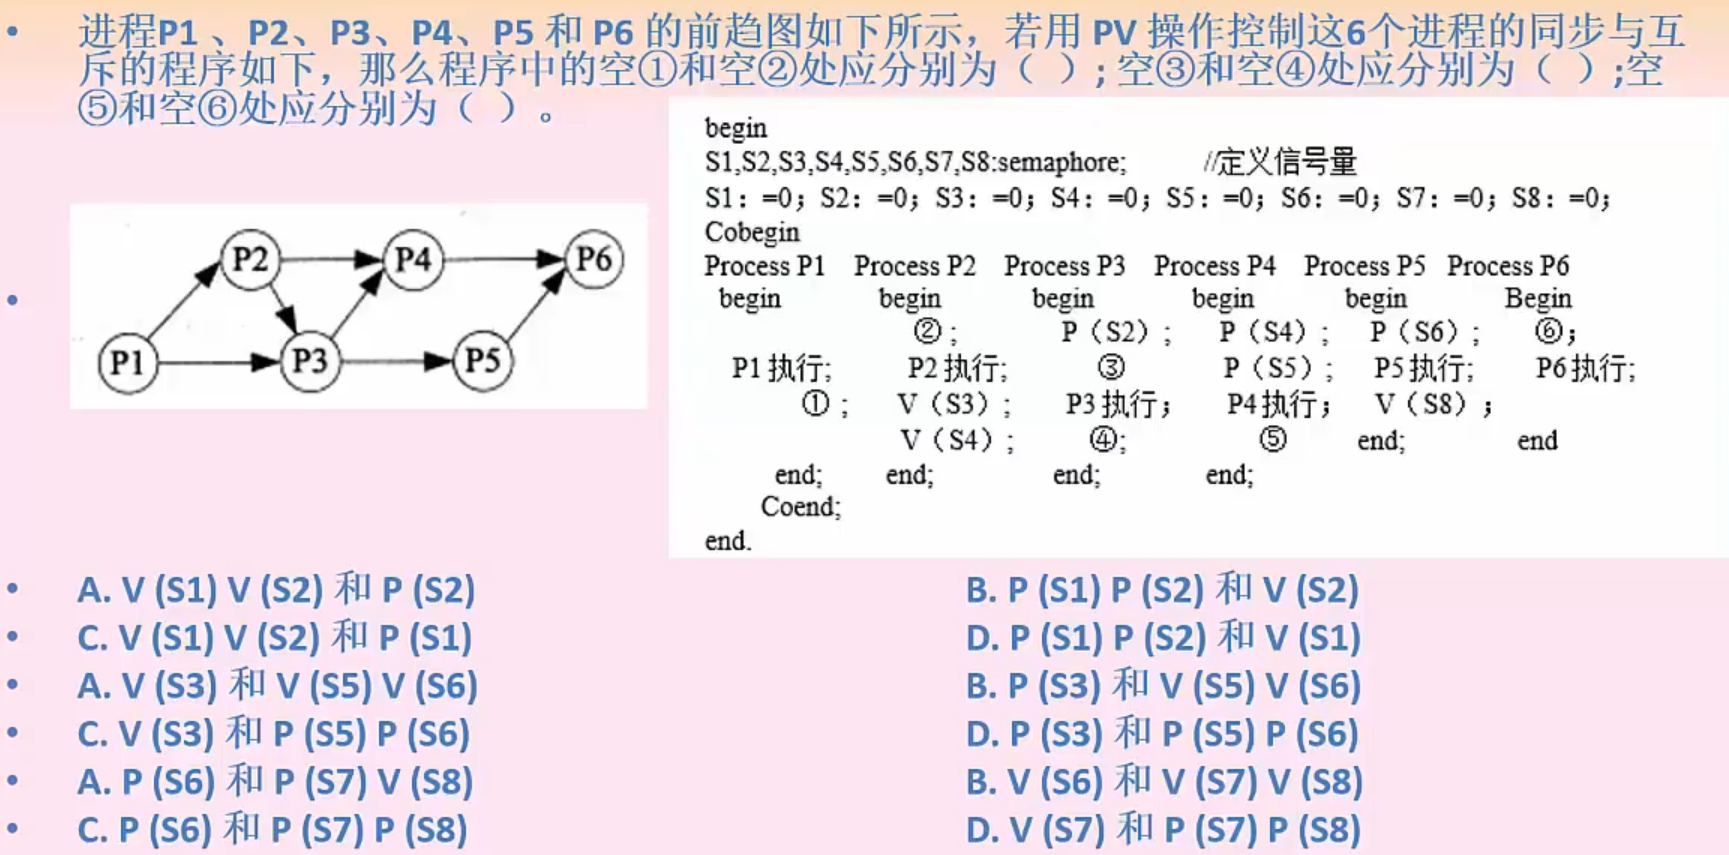 进程P1 、P2、P3、P4、P5 和 P6 的前趋图如下所示，若用 PV 操作控制这6个进程的同步与互
斥的程序如下，那么程序中的空①和空②处应分别为（ ）; 空③和空④处应分别为（ ）;空
⑤和空⑥处应分别为（ ）。
P2 P4 P6
P1 P3 P5
begin
S1,S2,S3,S4,S5,S6,S7,S8:semaphore; //定义信号量
S1：=0；S2：=0；S3：=0；S4：=0；S5：=0；S6：=0；S7：=0；S8：=0；
Cobegin
Process P1 Process P2 Process P3 Process P4 Process P5 Process P6
begin begin begin begin begin Begin
②； P（S2）； P（S4）； P（S6）； ⑥；
P1执行; P2执行; ③ P（S5）； P5执行; P6执行;
①； V（S3）； P3执行； P4执行； V（S8）；
V（S4）； ④; ⑤ end; end
end; end; end; end;
Coend;
end.
A. V (S1) V (S2) 和 P (S2) B. P (S1) P (S2) 和 V (S2)
C. V (S1) V (S2) 和 P (S1) D. P (S1) P (S2) 和 V (S1)
A. V (S3) 和 V (S5) V (S6) B. P (S3) 和 V (S5) V (S6)
C. V (S3) 和 P (S5) P (S6) D. P (S3) 和 P (S5) P (S6)
A. P (S6) 和 P (S7) V (S8) B. V (S6) 和 V (S7) V (S8)
C. P (S6) 和 P (S7) P (S8) D. V (S7) 和 P (S7) P (S8)